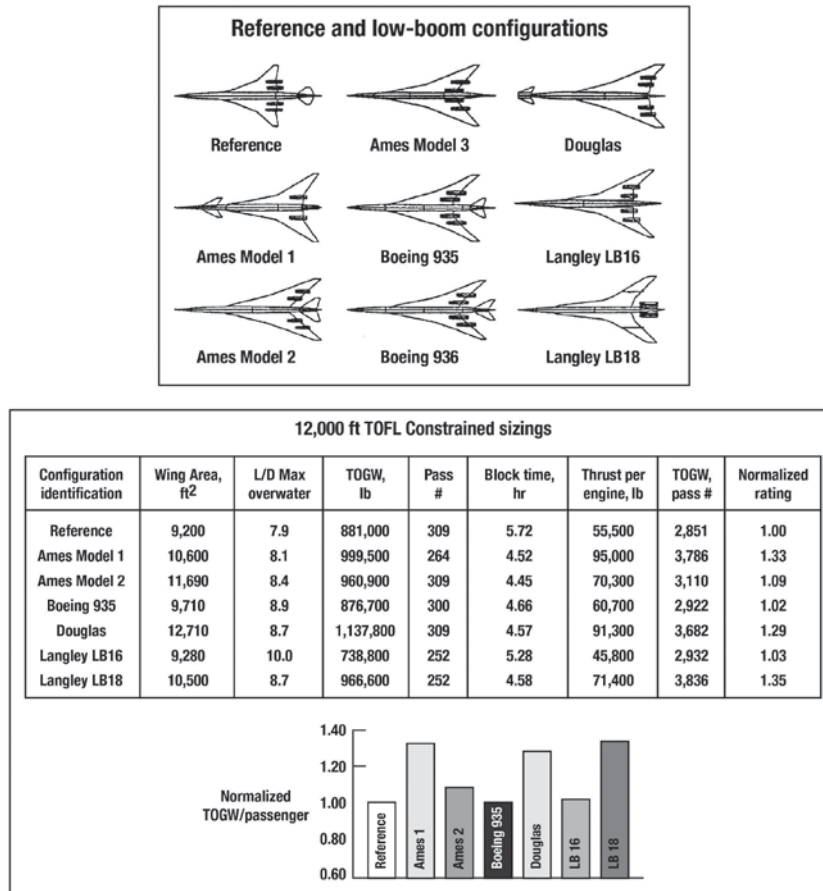 Reference and low-boom configurations
Reference Ames Model 3 Douglas
Ames Model 1 Boeing 935 Langley LB16
Ames Model 2 Boeing 936 Langley LB18
12,000 ft TOFL Constrained sizings
Configuration identification Wing Area, ft2 L/D Max overwater TOGW, lb Pass # Block time, hr Thrust per engine, lb TOGW, pass # Normalized rating
Reference 9,200 7.9 881,000 309 5.72 55,500 2,851 1.00
Ames Model 1 10,600 8.1 999,500 264 4.52 95,000 3,786 1.33
Ames Model 2 11,690 8.4 960,900 309 4.45 70,300 3,110 1.09
Boeing 935 9,710 8.9 876,700 300 4.66 60,700 2,922 1.02
Douglas 12,710 8.7 1,137,800 309 4.57 91,300 3,682 1.29
Langley LB16 9,280 10.0 738,800 252 5.28 45,800 2,932 1.03
Langley LB18 10,500 8.7 966,600 252 4.58 71,400 3,836 1.35
Normalized
TOGW/passenger
1.40
1.20
1.00
0.80
0.60
Reference
Ames 1
Ames 2
Boeing 935
Douglas
LB 16
LB 18